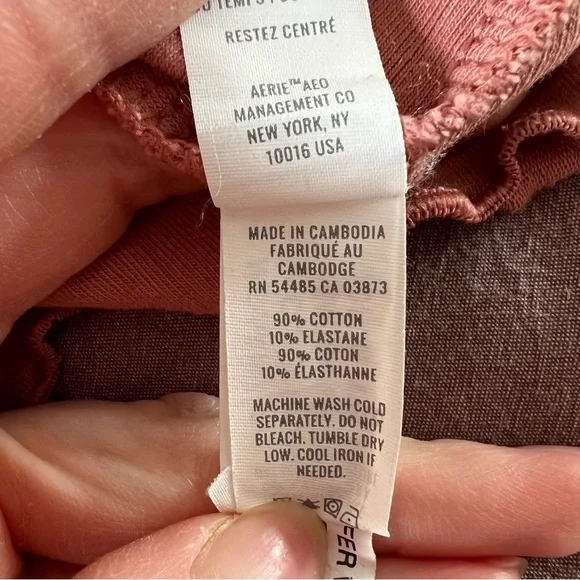 RESTEZ CENTRÉ
AERIE™ AEO
MANAGEMENT CO
NEW YORK, NY
10016 USA
MADE IN CAMBODIA
FABRIQUÉ AU
CAMBODGE
RN 54485 CA 03873
90% COTTON
10% ELASTANE
90% COTON
10% ÉLASTHANNE
MACHINE WASH COLD
SEPARATELY. DO NOT
BLEACH. TUMBLE DRY
LOW. COOL IRON IF
NEEDED.